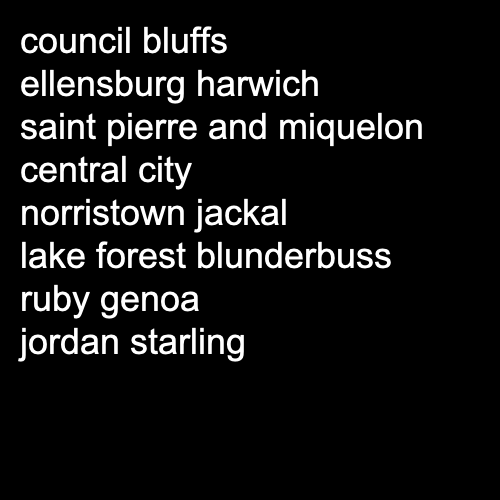 council bluffs
ellensburg harwich
saint pierre and miquelon
central city
norristown jackal
lake forest blunderbuss
ruby genoa
jordan starling